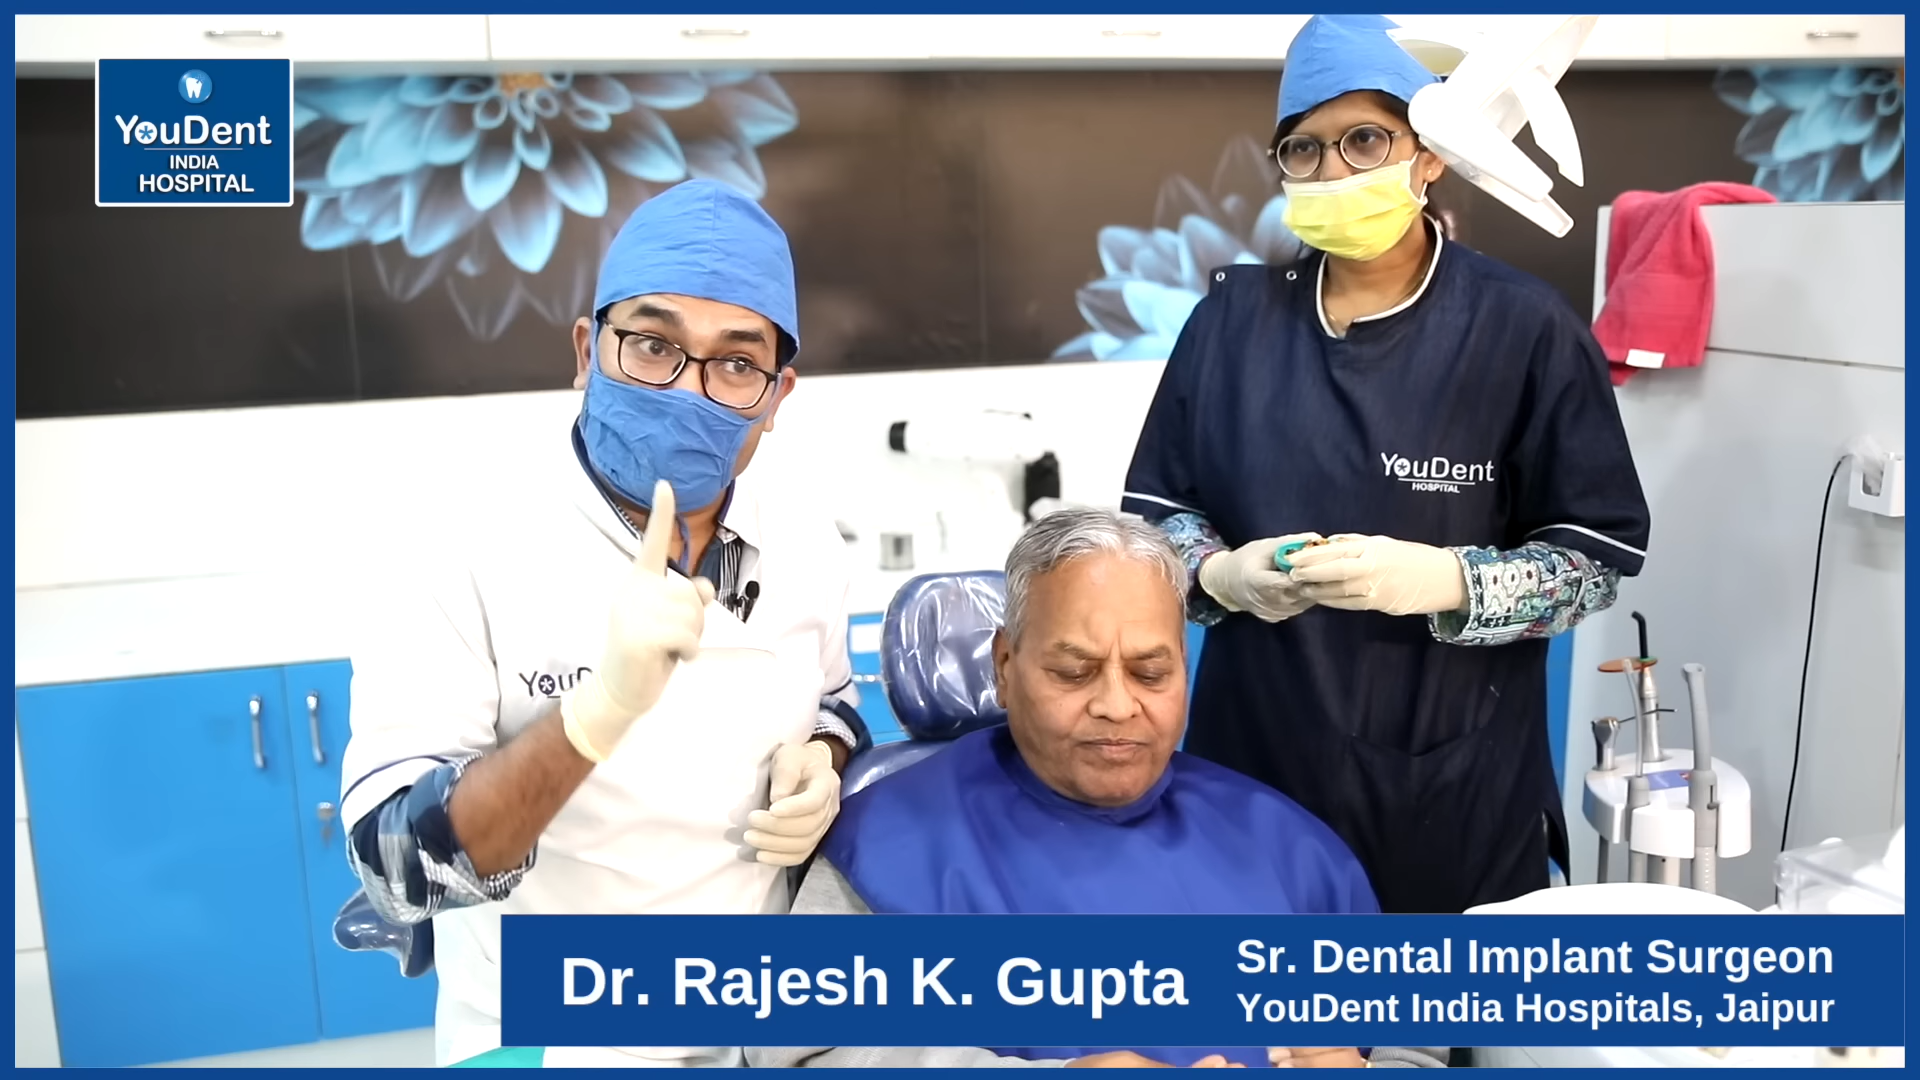 YouDent
INDIA
HOSPITAL
YouDent
HOSPITAL
Dr. Rajesh K. Gupta
Sr. Dental Implant Surgeon
YouDent India Hospitals, Jaipur